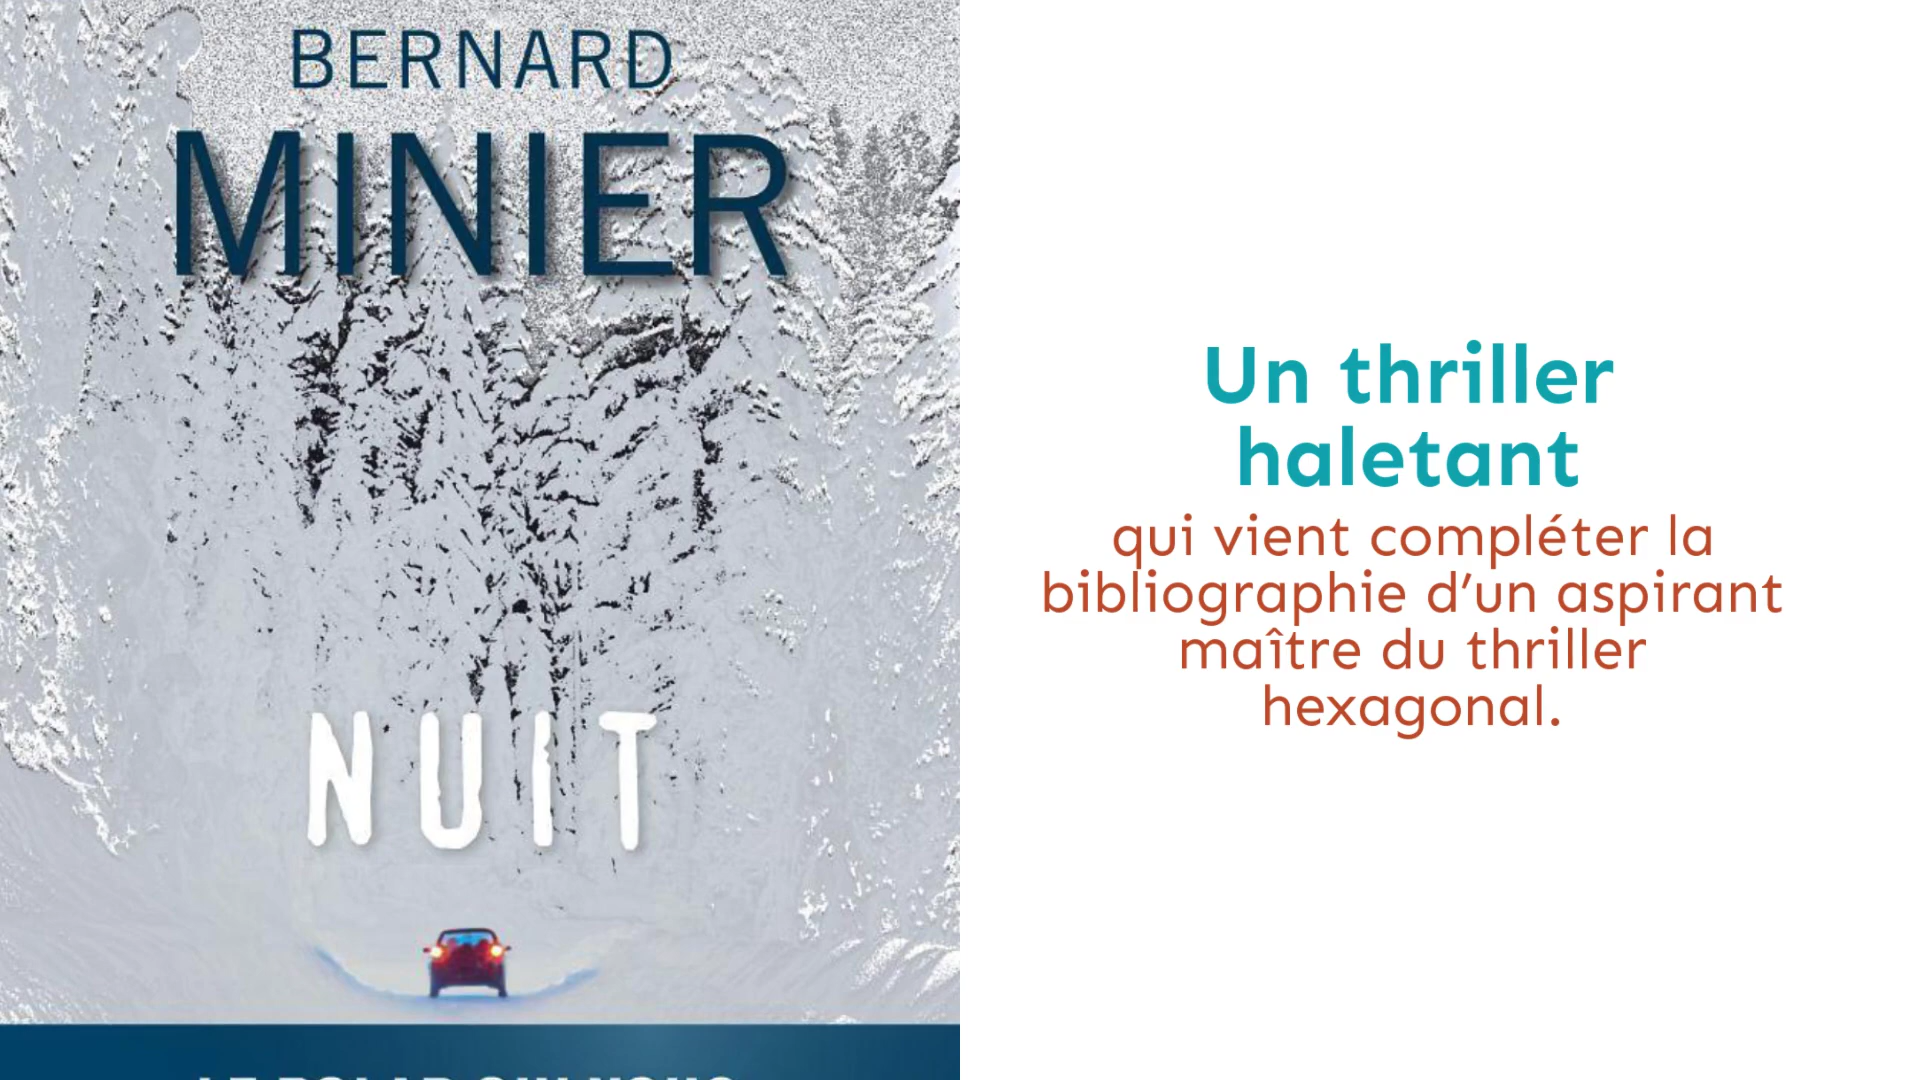 BERNARD
MINIER
NUIT
Un thriller
haletant
qui vient compléter la
bibliographie d'un aspirant
maître du thriller
hexagonal.